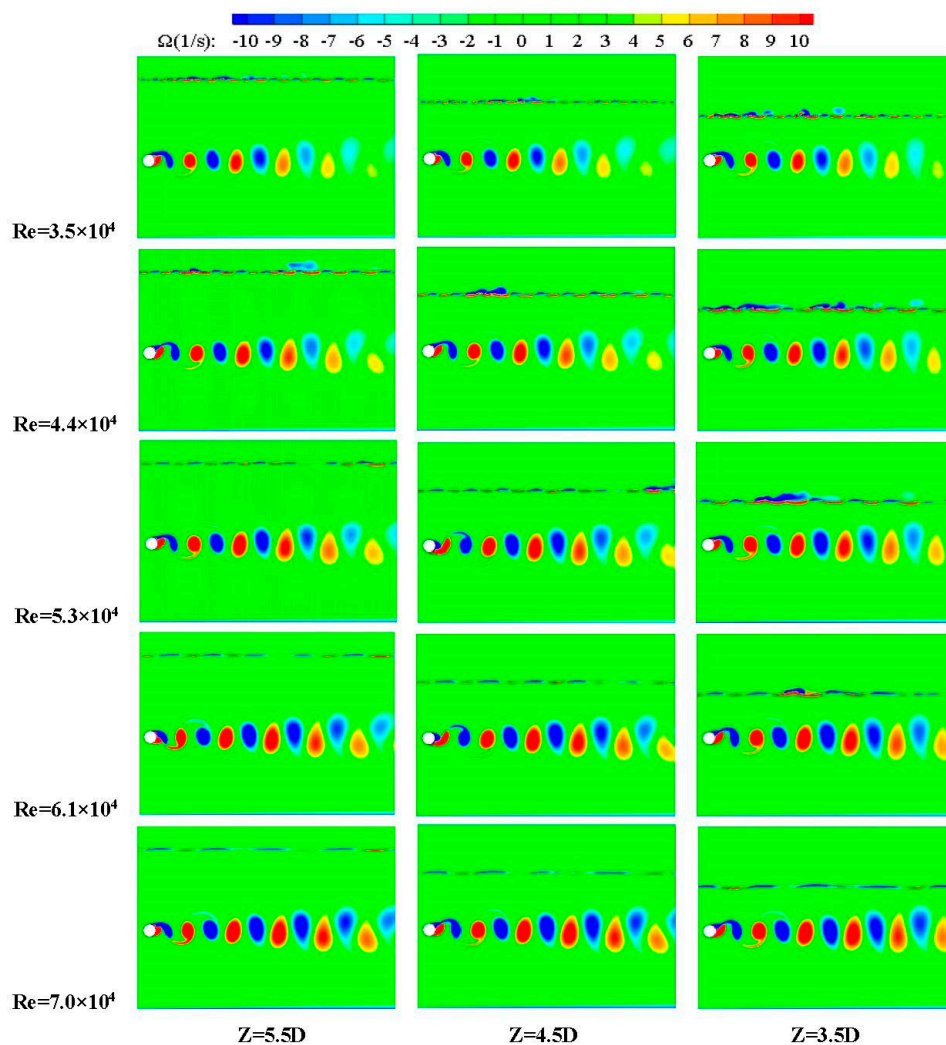 Ω(1/s): -10 -9 -8 -7 -6 -5 -4 -3 -2 -1 0 1 2 3 4 5 6 7 8 9 10
Re=3.5×10⁴
Re=4.4×10⁴
Re=5.3×10⁴
Re=6.1×10⁴
Re=7.0×10⁴
Z=5.5D Z=4.5D Z=3.5D